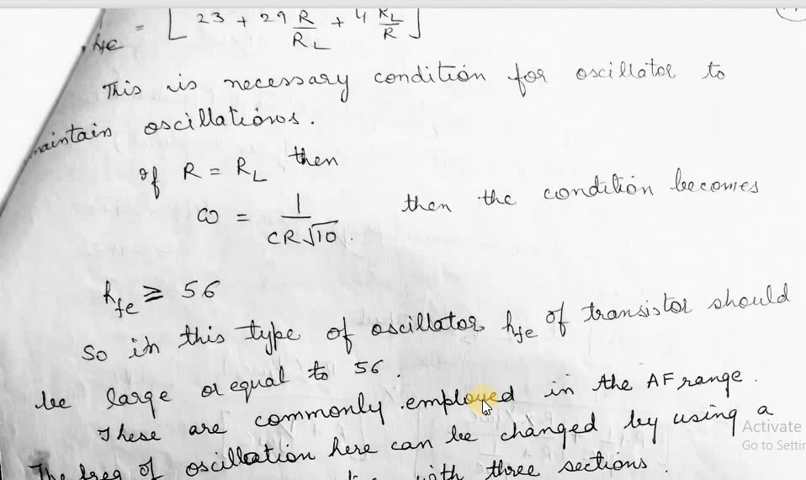 hfe = [ 23 + 29 R/RL + 4 RL/R ]
This is necessary condition for oscillator to
maintain oscillations.
If R = RL then
ω = 1/CR√10. then the condition becomes
hfe ≥ 56
So in this type of oscillator hfe of transistor should
be large or equal to 56.
These are commonly employed in the AF range.
The freq of oscillation here can be changed by using a
with three sections.
Activate
Go to Settin